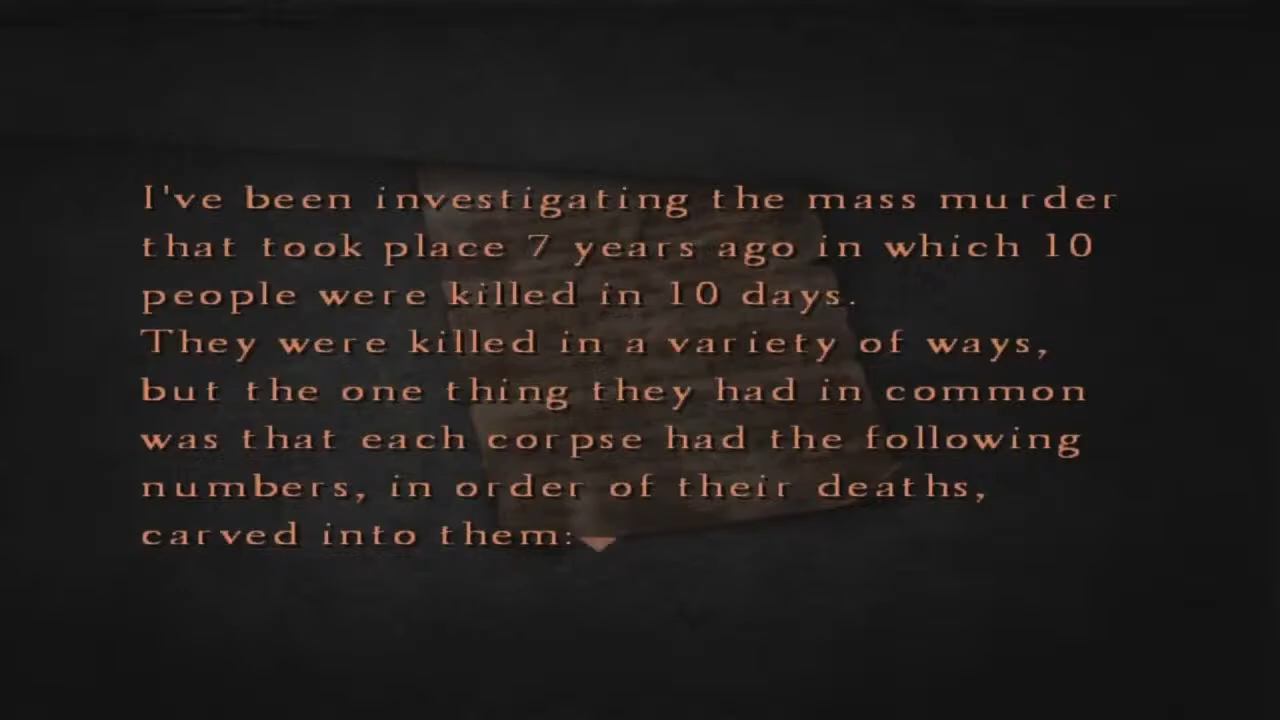 I've been investigating the mass murder
that took place 7 years ago in which 10
people were killed in 10 days.
They were killed in a variety of ways,
but the one thing they had in common
was that each corpse had the following
numbers, in order of their deaths,
carved into them: